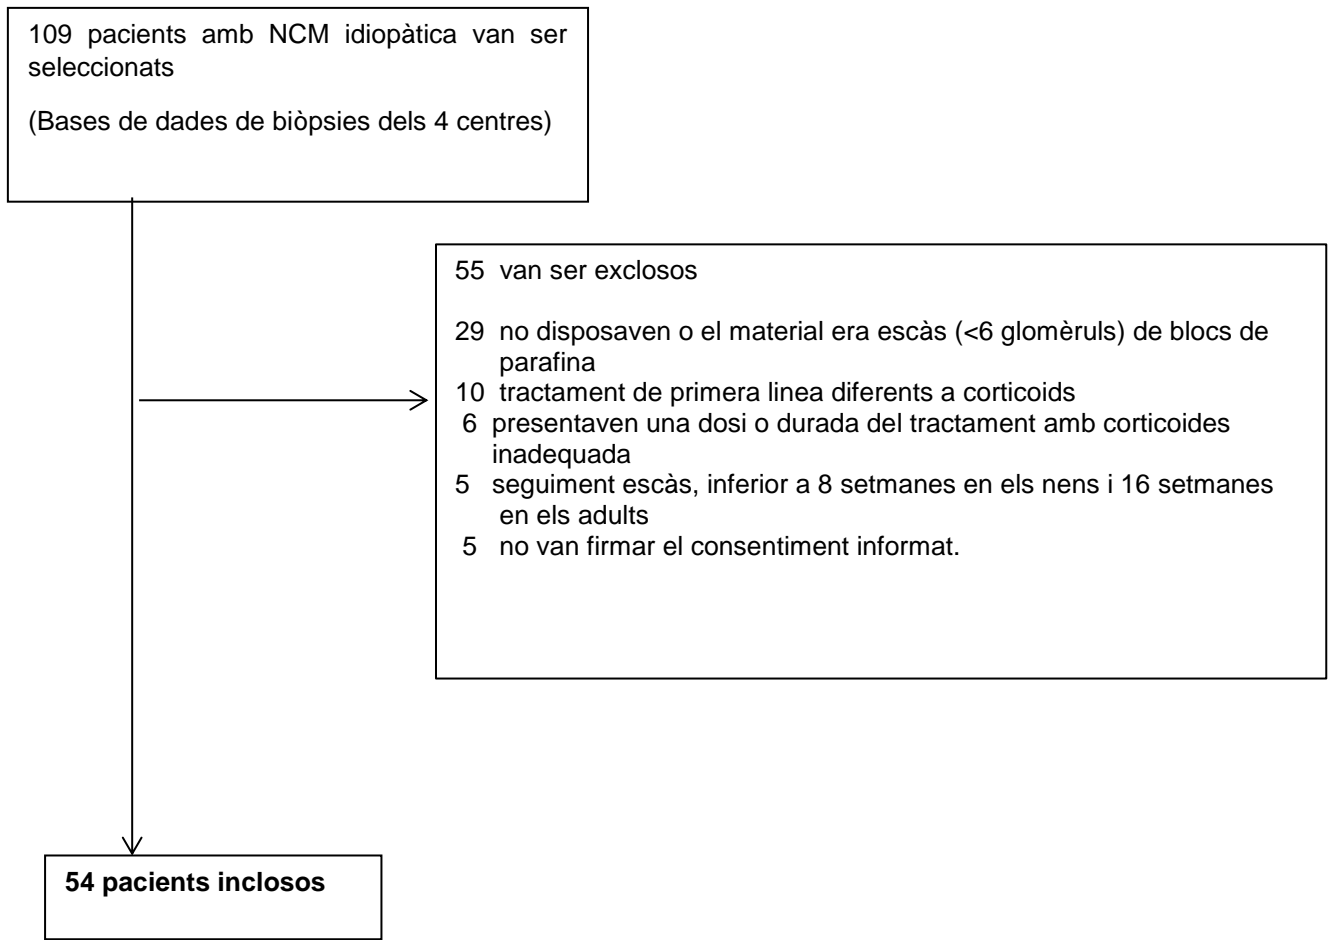 109 pacients amb NCM idiopàtica van ser
seleccionats
(Bases de dades de biòpsies dels 4 centres)
55 van ser exclosos
29 no disposaven o el material era escàs (<6 glomèruls) de blocs de
parafina
10 tractament de primera linea diferents a corticoids
6 presentaven una dosi o durada del tractament amb corticoides
inadequada
5 seguiment escàs, inferior a 8 setmanes en els nens i 16 setmanes
en els adults
5 no van firmar el consentiment informat.
54 pacients inclosos